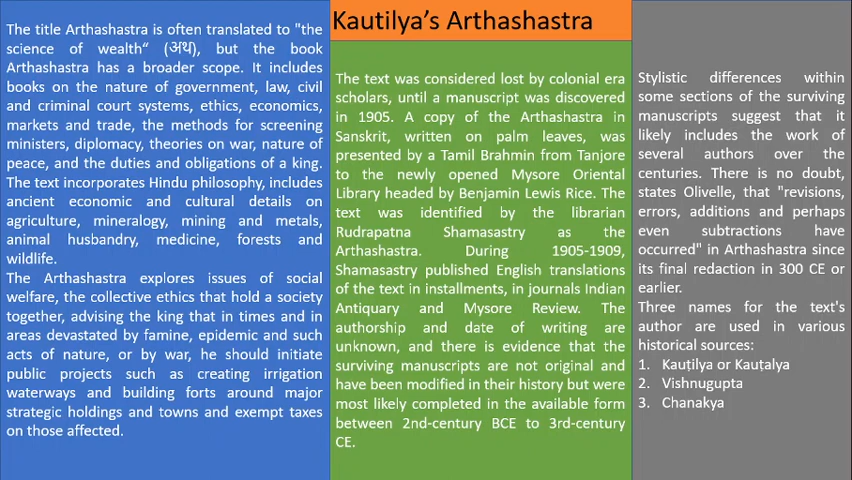 Kautilya’s Arthashastra
The title Arthashastra is often translated to "the
science of wealth“ (अर्थ), but the book
Arthashastra has a broader scope. It includes
books on the nature of government, law, civil
and criminal court systems, ethics, economics,
markets and trade, the methods for screening
ministers, diplomacy, theories on war, nature of
peace, and the duties and obligations of a king.
The text incorporates Hindu philosophy, includes
ancient economic and cultural details on
agriculture, mineralogy, mining and metals,
animal husbandry, medicine, forests and
wildlife.
The Arthashastra explores issues of social
welfare, the collective ethics that hold a society
together, advising the king that in times and in
areas devastated by famine, epidemic and such
acts of nature, or by war, he should initiate
public projects such as creating irrigation
waterways and building forts around major
strategic holdings and towns and exempt taxes
on those affected.
The text was considered lost by colonial era
scholars, until a manuscript was discovered
in 1905. A copy of the Arthashastra in
Sanskrit, written on palm leaves, was
presented by a Tamil Brahmin from Tanjore
to the newly opened Mysore Oriental
Library headed by Benjamin Lewis Rice. The
text was identified by the librarian
Rudrapatna Shamasastry as the
Arthashastra. During 1905-1909,
Shamasastry published English translations
of the text in installments, in journals Indian
Antiquary and Mysore Review. The
authorship and date of writing are
unknown, and there is evidence that the
surviving manuscripts are not original and
have been modified in their history but were
most likely completed in the available form
between 2nd-century BCE to 3rd-century
CE.
Stylistic differences within
some sections of the surviving
manuscripts suggest that it
likely includes the work of
several authors over the
centuries. There is no doubt,
states Olivelle, that "revisions,
errors, additions and perhaps
even subtractions have
occurred" in Arthashastra since
its final redaction in 300 CE or
earlier.
Three names for the text's
author are used in various
historical sources:
1. Kauṭilya or Kauṭalya
2. Vishnugupta
3. Chanakya